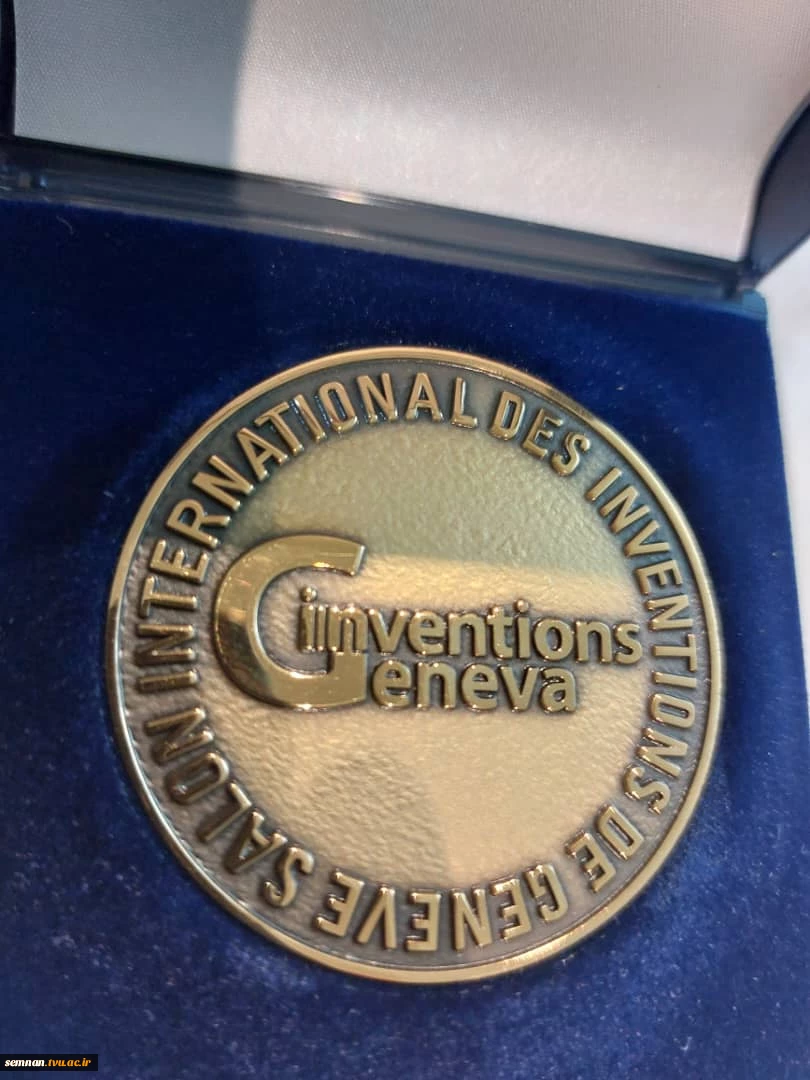 SALON INTERNATIONAL DES INVENTIONS DE GENEVE
inventions
Geneva
semnan.tvu.ac.ir